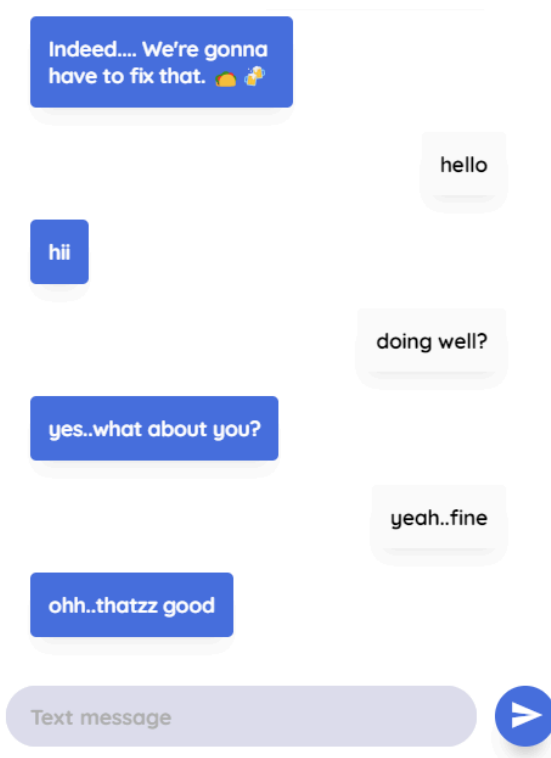 Indeed.... We're gonna
have to fix that. 🌮 🍻
hello
hii
doing well?
yes..what about you?
yeah..fine
ohh..thatzz good
Text message